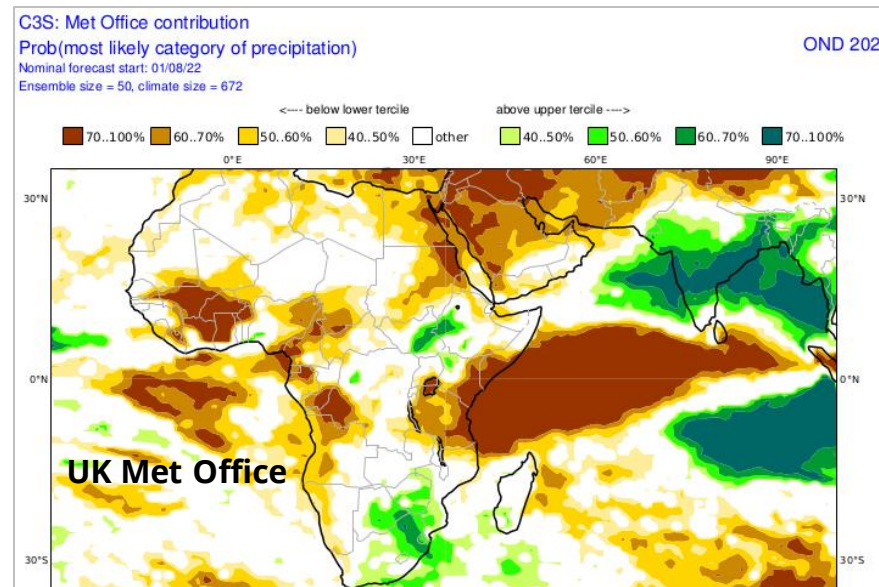 C3S: Met Office contribution
Prob(most likely category of precipitation)
OND 202
Nominal forecast start: 01/08/22
Ensemble size = 50, climate size = 672
<---- below lower tercile above upper tercile ---->
70..100% 60..70% 50..60% 40..50% other 40..50% 50..60% 60..70% 70..100%
0°E 30°E 60°E 90°E
30°N 30°N
0°N 0°N
UK Met Office
30°S 30°S